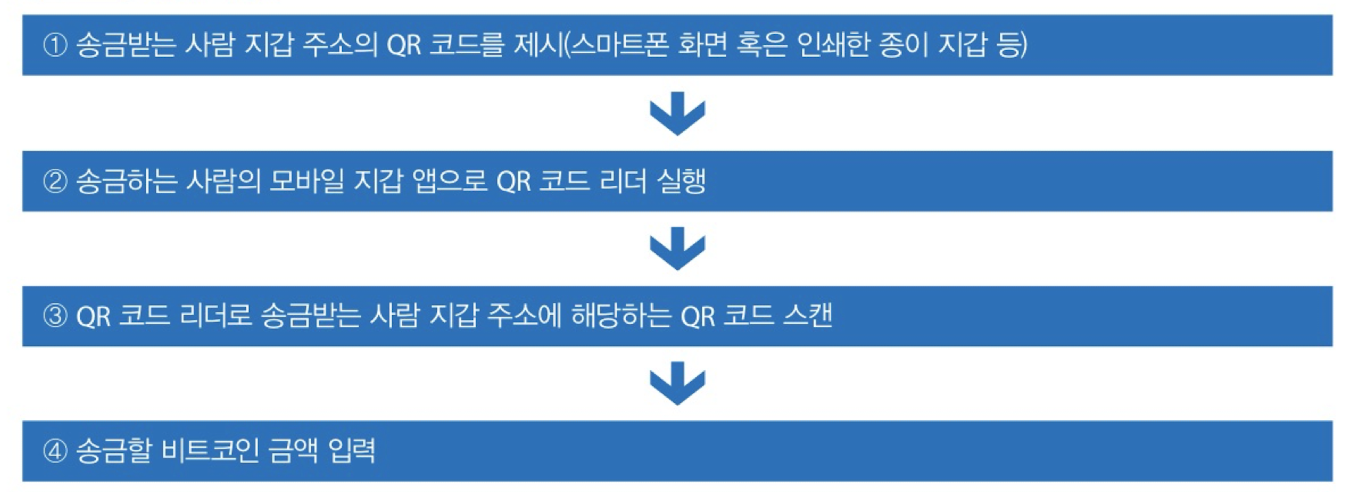 ① 송금받는 사람 지갑 주소의 QR 코드를 제시(스마트폰 화면 혹은 인쇄한 종이 지갑 등)
② 송금하는 사람의 모바일 지갑 앱으로 QR 코드 리더 실행
③ QR 코드 리더로 송금받는 사람 지갑 주소에 해당하는 QR 코드 스캔
④ 송금할 비트코인 금액 입력